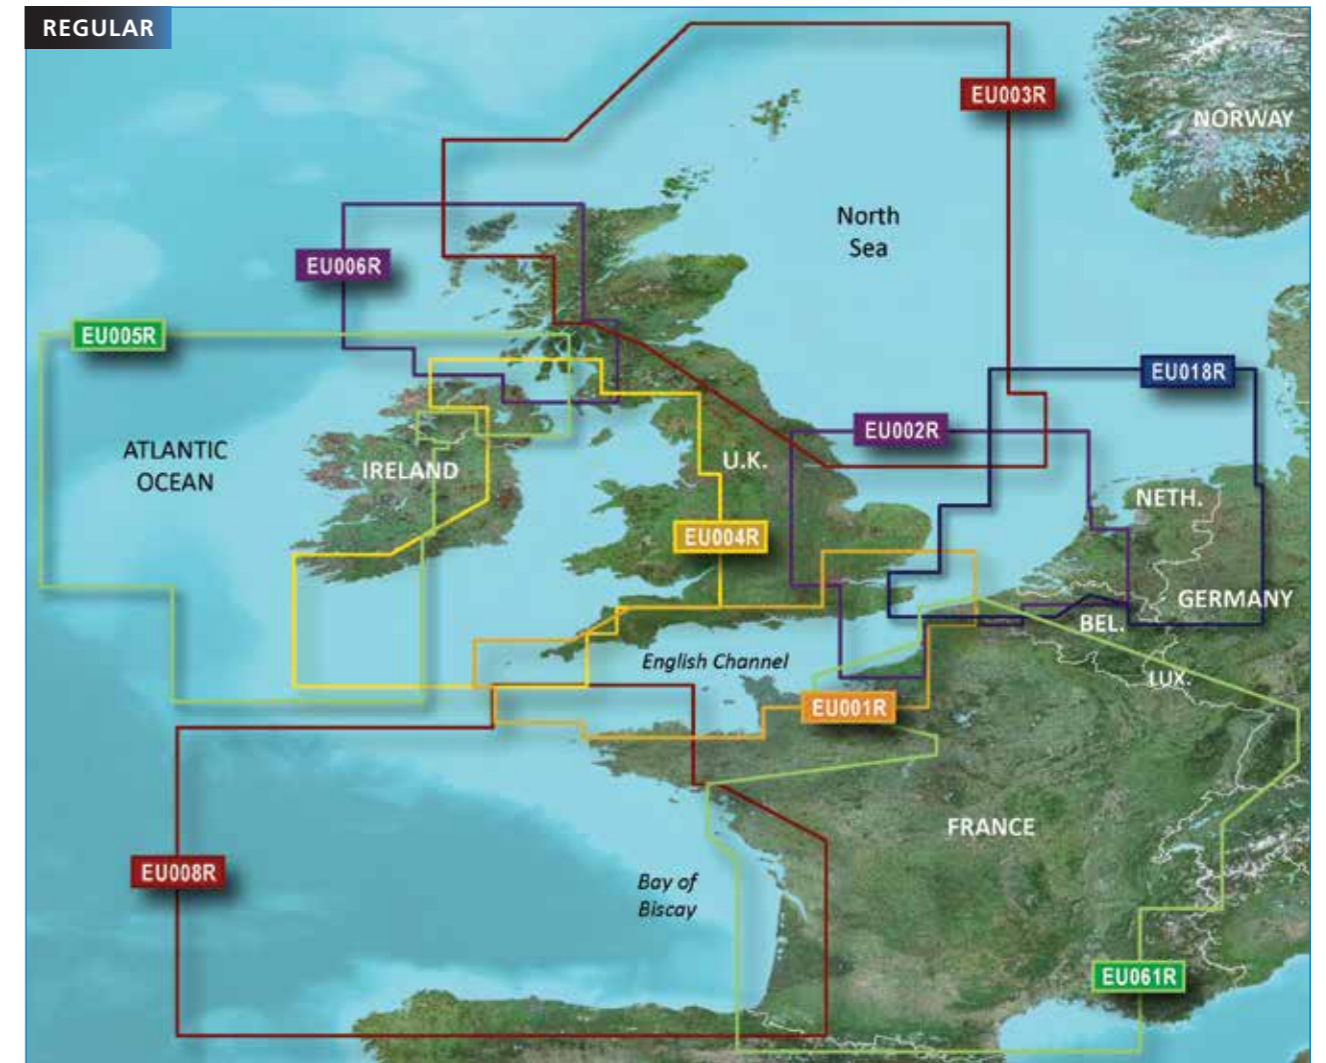 REGULAR
EU003R
NORWAY
North
Sea
EU006R
EU005R
EU018R
EU002R
ATLANTIC
OCEAN
IRELAND
U.K.
NETH.
EU004R
GERMANY
BEL.
English Channel
LUX.
EU001R
FRANCE
EU008R
Bay of
Biscay
EU061R